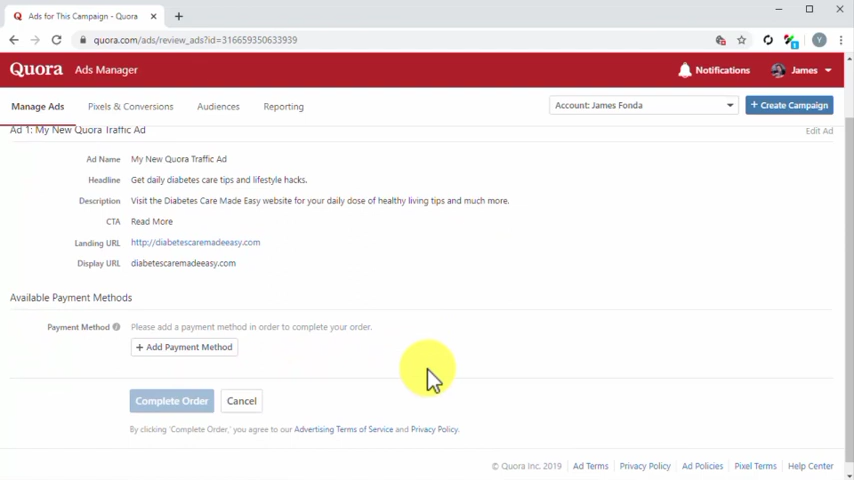 Ads for This Campaign - Quora
quora.com/ads/review_ads?id=316659350633939
Y
Quora Ads Manager Notifications James
Manage Ads Pixels & Conversions Audiences Reporting Account: James Fonda + Create Campaign
Ad 1: My New Quora Traffic Ad Edit Ad
Ad Name My New Quora Traffic Ad
Headline Get daily diabetes care tips and lifestyle hacks.
Description Visit the Diabetes Care Made Easy website for your daily dose of healthy living tips and much more.
CTA Read More
Landing URL http://diabetescaremadeeasy.com
Display URL diabetescaremadeeasy.com
Available Payment Methods
Payment Method Please add a payment method in order to complete your order.
+ Add Payment Method
Complete Order Cancel
By clicking 'Complete Order,' you agree to our Advertising Terms of Service and Privacy Policy.
© Quora Inc. 2019 Ad Terms Privacy Policy Ad Policies Pixel Terms Help Center